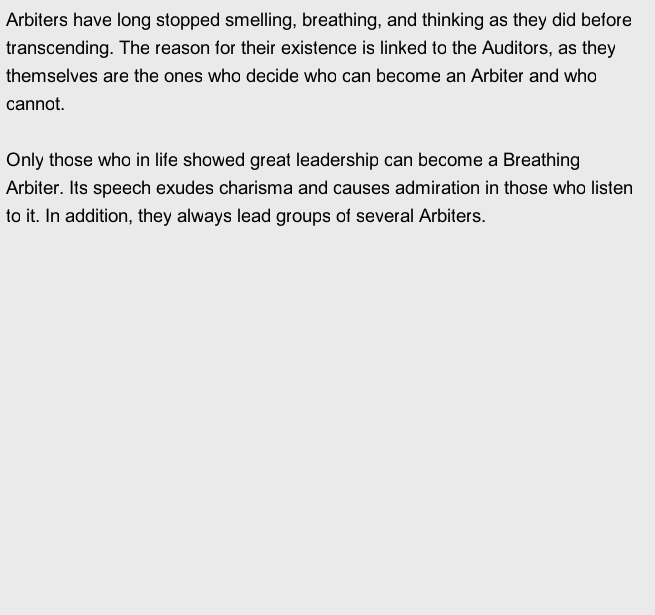 Arbiters have long stopped smelling, breathing, and thinking as they did before
transcending. The reason for their existence is linked to the Auditors, as they
themselves are the ones who decide who can become an Arbiter and who
cannot.

Only those who in life showed great leadership can become a Breathing
Arbiter. Its speech exudes charisma and causes admiration in those who listen
to it. In addition, they always lead groups of several Arbiters.